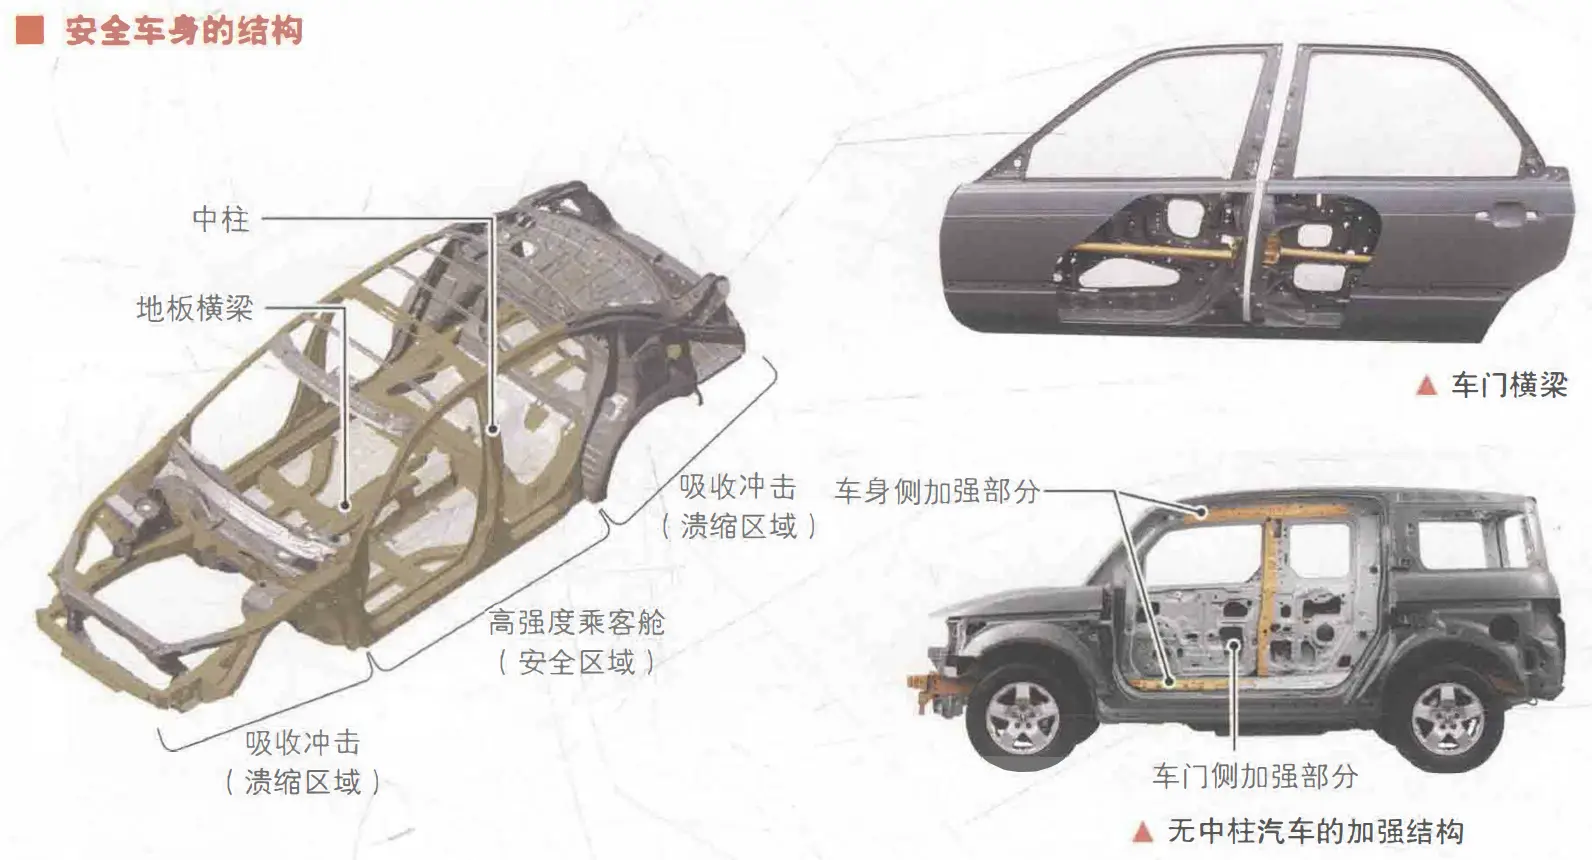 安全车身的结构
中柱
地板横梁
吸收冲击
（溃缩区域）
高强度乘客舱
（安全区域）
吸收冲击
（溃缩区域）
▲ 车门横梁
车身侧加强部分
车门侧加强部分
▲ 无中柱汽车的加强结构